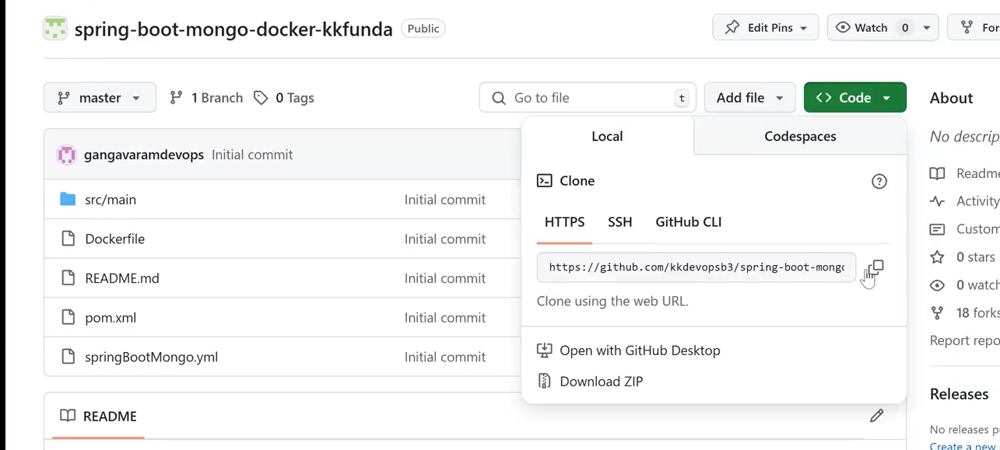 spring-boot-mongo-docker-kkfunda Public Edit Pins Watch 0 For
master 1 Branch 0 Tags Go to file t Add file Code About
Local Codespaces No descrip
gangavaramdevops Initial commit
Clone Readme
src/main Initial commit Activity
HTTPS SSH GitHub CLI Custom
Dockerfile Initial commit 0 stars
https://github.com/kkdevopsb3/spring-boot-mongo
README.md Initial commit 0 watch
Clone using the web URL.
pom.xml Initial commit 18 forks
Report repo
springBootMongo.yml Initial commit Open with GitHub Desktop
Download ZIP
Releases
README
No releases pu
Create a new